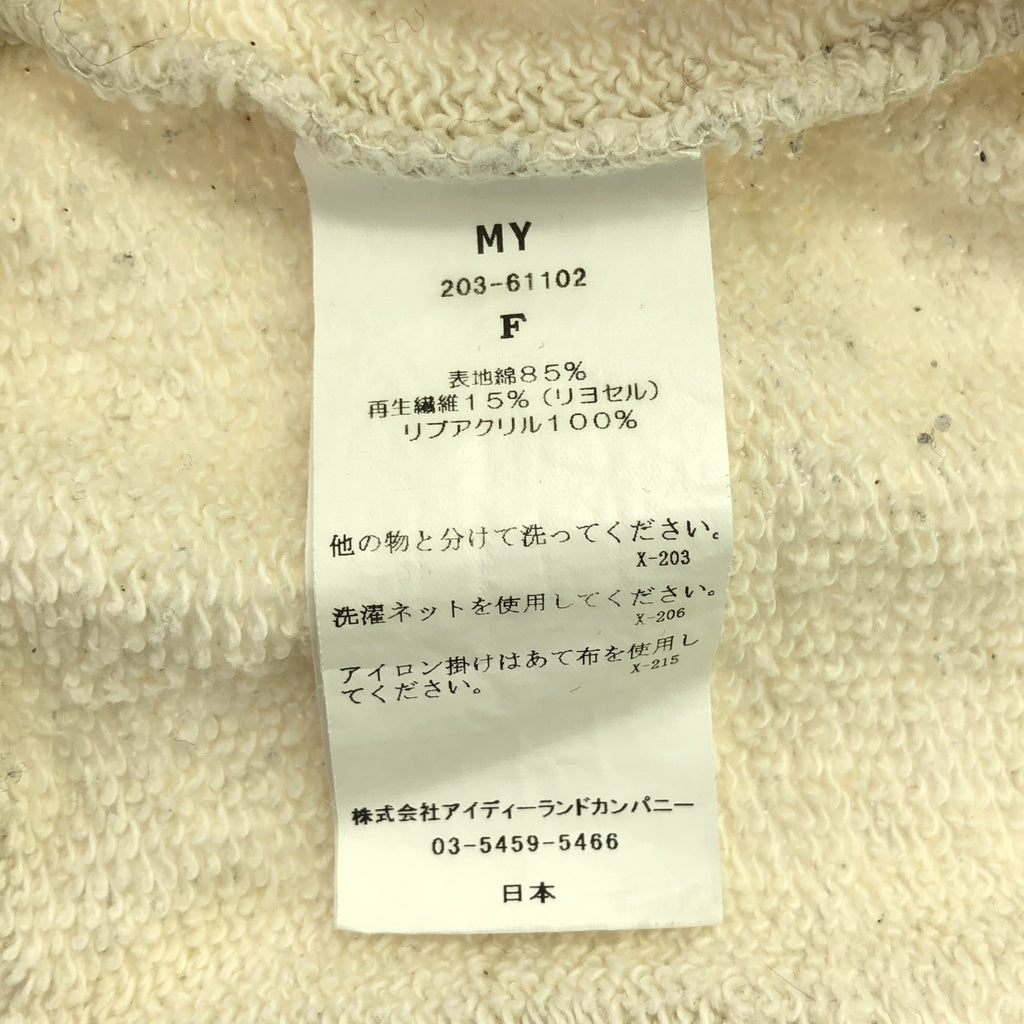 MY
203-61102
F
表地綿85%
再生繊維15%(リヨセル)
リブアクリル100%
他の物と分けて洗ってください。
X-203
洗濯ネットを使用してください。
X-206
アイロン掛けはあて布を使用し
てください。
X-215
株式会社アイディーランドカンパニー
03-5459-5466
日本